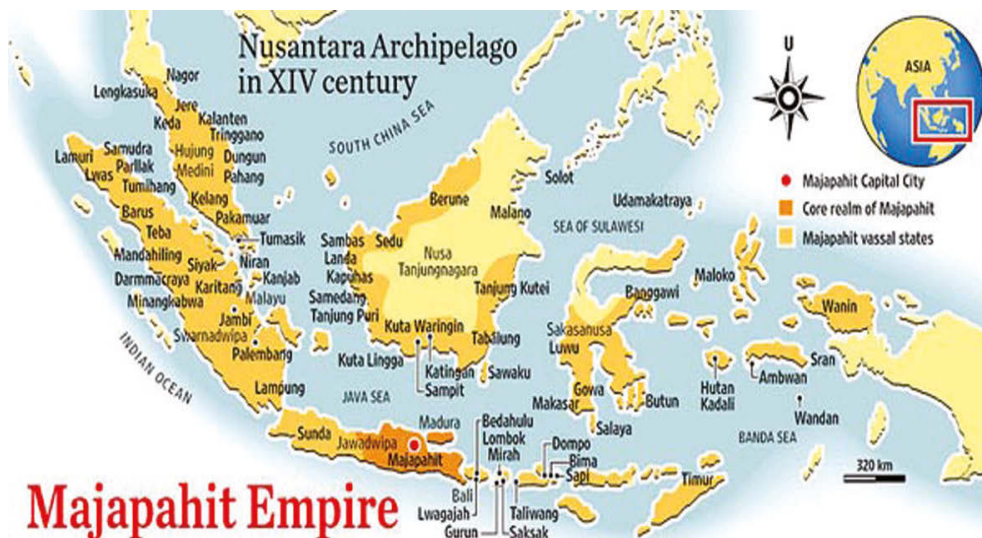 Nusantara Archipelago
in XIV century
U
ASIA
Majapahit Capital City
Core realm of Majapahit
Majapahit vassal states
SOUTH CHINA SEA
Nagor
Lengkasuka
Jere
Keda
Kalanten
Tringgano
Hujung
Medini
Dungun
Pahang
Kelang
Pakamuar
Tumasik
Lamuri
Samudra
Lwas
Parllak
Tumihang
Barus
Teba
Mandahiling
Siyak
Niran
Darmmacraya
Karitang
Kanjab
Minangkabwa
Malayu
Jambi
Swarnadwipa
Palembang
Lampung
INDIAN OCEAN
Berune
Malano
Solot
Sambas
Sedu
Landa
Kapuhas
Samedang
Tanjung Puri
Nusa
Tanjungnagara
Tanjung Kutei
Kuta Waringin
Tabalung
Kuta Lingga
Katingan
Sampit
Sawaku
JAVA SEA
SEA OF SULAWESI
Udamakatraya
Maloko
Banggawi
Sakasanusa
Luwu
Gowa
Makasar
Butun
Salaya
Wanin
Hutan
Kadali
Ambwan
Sran
Wandan
BANDA SEA
320 km
Sunda
Jawadwipa
Madura
Majapahit
Bedahulu
Lombok
Mirah
Dompo
Bima
Sapi
Timur
Bali
Lwagajah
Gurun
Taliwang
Saksak
Majapahit Empire